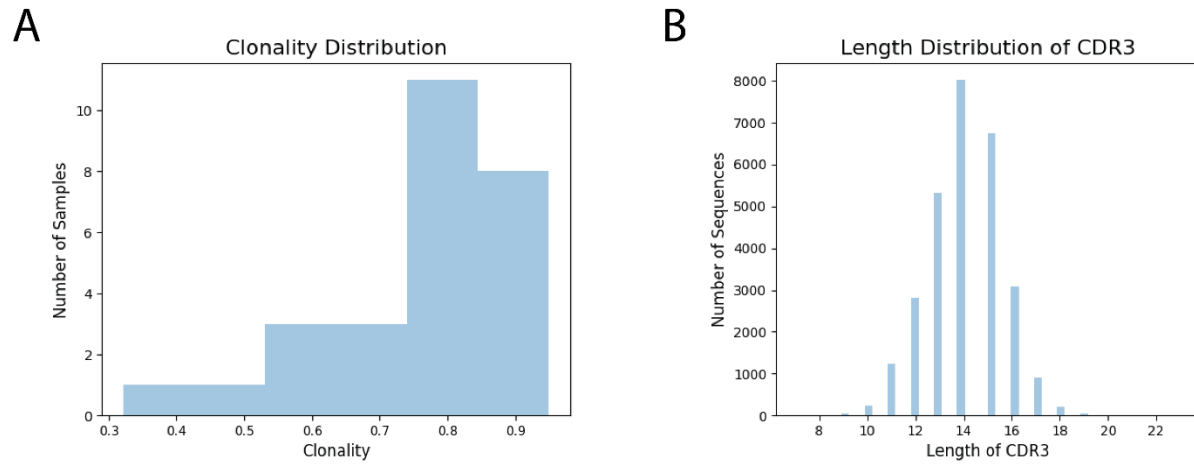 A
Clonality Distribution
Number of Samples
10
8
6
4
2
0
0.3 0.4 0.5 0.6 0.7 0.8 0.9
Clonality
B
Length Distribution of CDR3
Number of Sequences
8000
7000
6000
5000
4000
3000
2000
1000
0
8 10 12 14 16 18 20 22
Length of CDR3